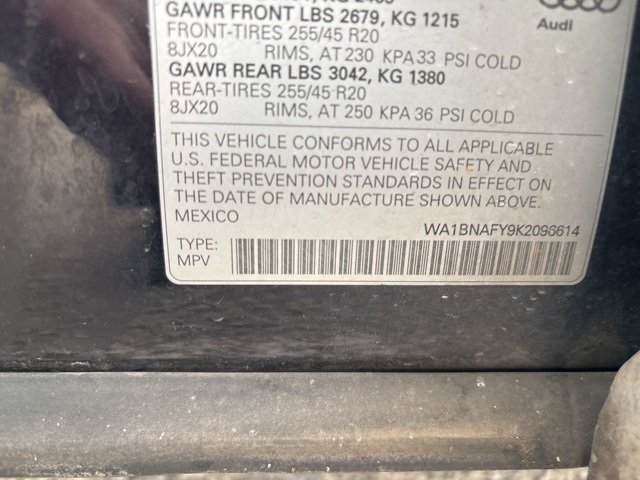 GAWR FRONT LBS 2679, KG 1215
FRONT-TIRES 255/45 R20
8JX20 RIMS, AT 230 KPA 33 PSI COLD
GAWR REAR LBS 3042, KG 1380
REAR-TIRES 255/45 R20
8JX20 RIMS, AT 250 KPA 36 PSI COLD
Audi
THIS VEHICLE CONFORMS TO ALL APPLICABLE
U.S. FEDERAL MOTOR VEHICLE SAFETY AND
THEFT PREVENTION STANDARDS IN EFFECT ON
THE DATE OF MANUFACTURE SHOWN ABOVE.
MEXICO
WA1BNAFY9K2096614
TYPE:
MPV